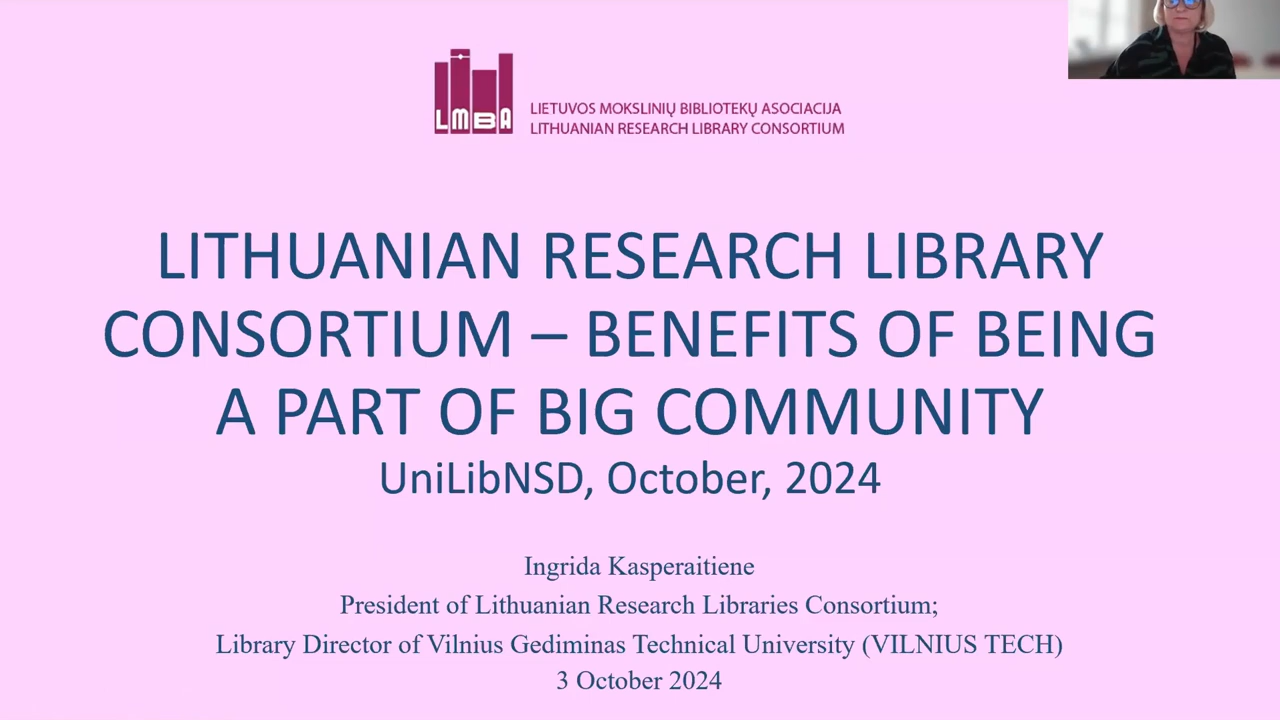 LMBA
LIETUVOS MOKSLINIŲ BIBLIOTEKŲ ASOCIACIJA
LITHUANIAN RESEARCH LIBRARY CONSORTIUM
LITHUANIAN RESEARCH LIBRARY
CONSORTIUM – BENEFITS OF BEING
A PART OF BIG COMMUNITY
UniLibNSD, October, 2024
Ingrida Kasperaitiene
President of Lithuanian Research Libraries Consortium;
Library Director of Vilnius Gediminas Technical University (VILNIUS TECH)
3 October 2024